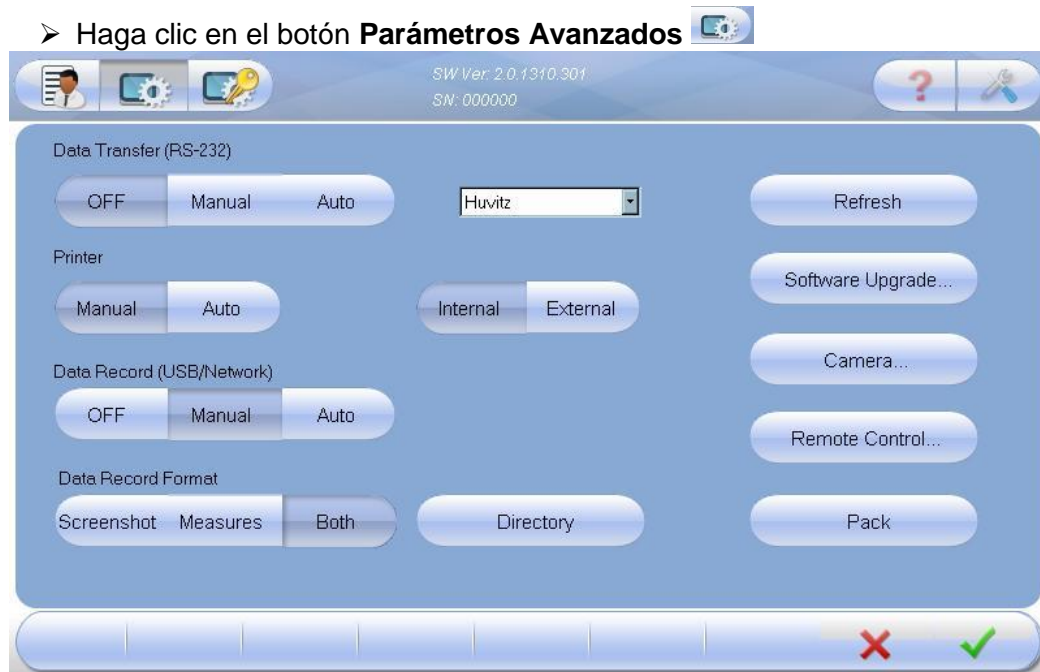 ➢ Haga clic en el botón Parámetros Avanzados
SW Ver: 2.0.1310.301
SN: 000000
?
Data Transfer (RS-232)
OFF Manual Auto Huvitz Refresh
Printer
Software Upgrade...
Manual Auto Internal External
Camera...
Data Record (USB/Network)
OFF Manual Auto
Remote Control...
Data Record Format
Screenshot Measures Both Directory Pack